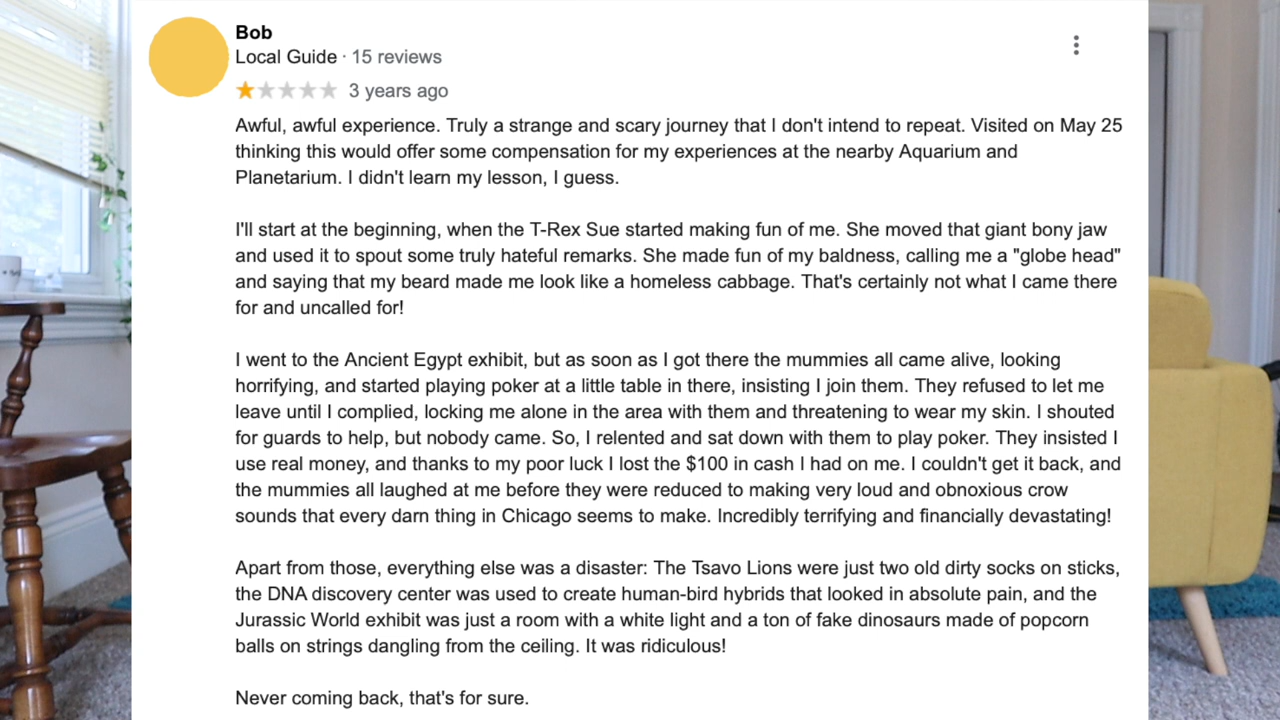 Bob
Local Guide · 15 reviews
3 years ago
Awful, awful experience. Truly a strange and scary journey that I don't intend to repeat. Visited on May 25
thinking this would offer some compensation for my experiences at the nearby Aquarium and
Planetarium. I didn't learn my lesson, I guess.
I'll start at the beginning, when the T-Rex Sue started making fun of me. She moved that giant bony jaw
and used it to spout some truly hateful remarks. She made fun of my baldness, calling me a "globe head"
and saying that my beard made me look like a homeless cabbage. That's certainly not what I came there
for and uncalled for!
I went to the Ancient Egypt exhibit, but as soon as I got there the mummies all came alive, looking
horrifying, and started playing poker at a little table in there, insisting I join them. They refused to let me
leave until I complied, locking me alone in the area with them and threatening to wear my skin. I shouted
for guards to help, but nobody came. So, I relented and sat down with them to play poker. They insisted I
use real money, and thanks to my poor luck I lost the $100 in cash I had on me. I couldn't get it back, and
the mummies all laughed at me before they were reduced to making very loud and obnoxious crow
sounds that every darn thing in Chicago seems to make. Incredibly terrifying and financially devastating!
Apart from those, everything else was a disaster: The Tsavo Lions were just two old dirty socks on sticks,
the DNA discovery center was used to create human-bird hybrids that looked in absolute pain, and the
Jurassic World exhibit was just a room with a white light and a ton of fake dinosaurs made of popcorn
balls on strings dangling from the ceiling. It was ridiculous!
Never coming back, that's for sure.